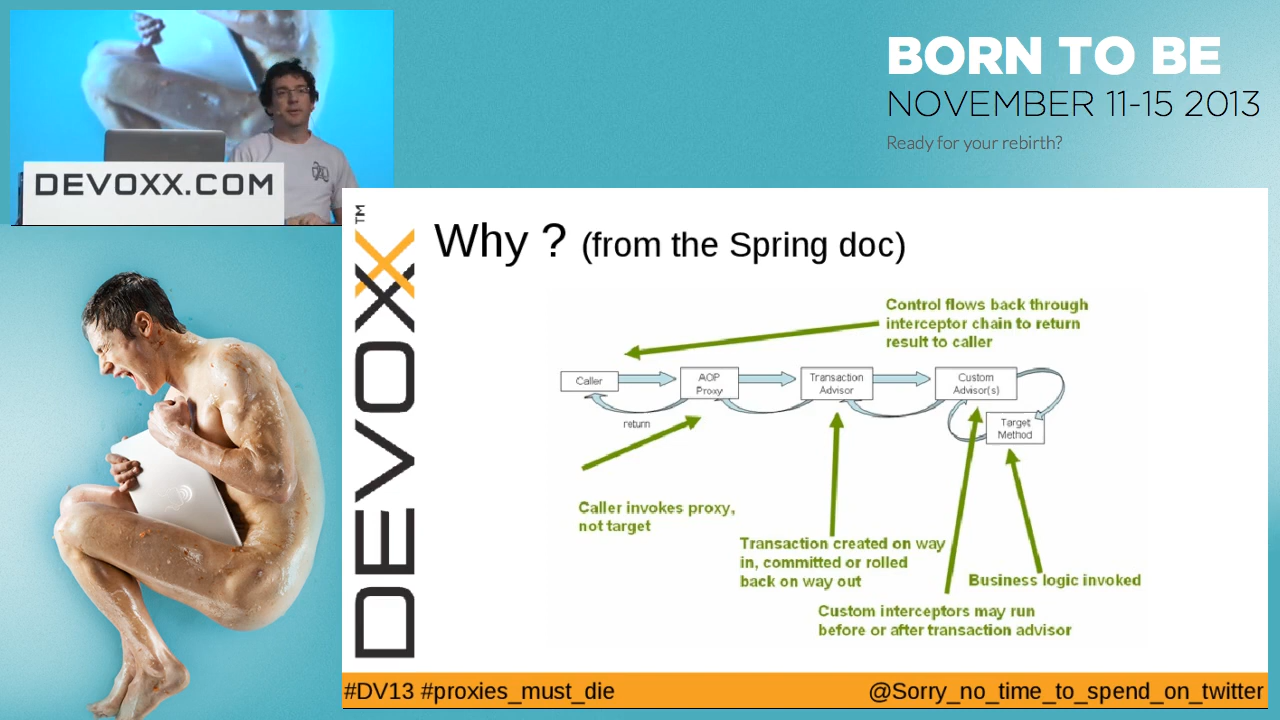 BORN TO BE
NOVEMBER 11-15 2013
Ready for your rebirth?
DEVOXX.COM
DEVOXX™
Why ? (from the Spring doc)
Control flows back through
interceptor chain to return
result to caller
Caller
AOP
Proxy
Transaction
Advisor
Custom
Advisor(s)
Target
Method
return
Caller invokes proxy,
not target
Transaction created on way
in, committed or rolled
back on way out
Business logic invoked
Custom interceptors may run
before or after transaction advisor
#DV13 #proxies_must_die
@Sorry_no_time_to_spend_on_twitter